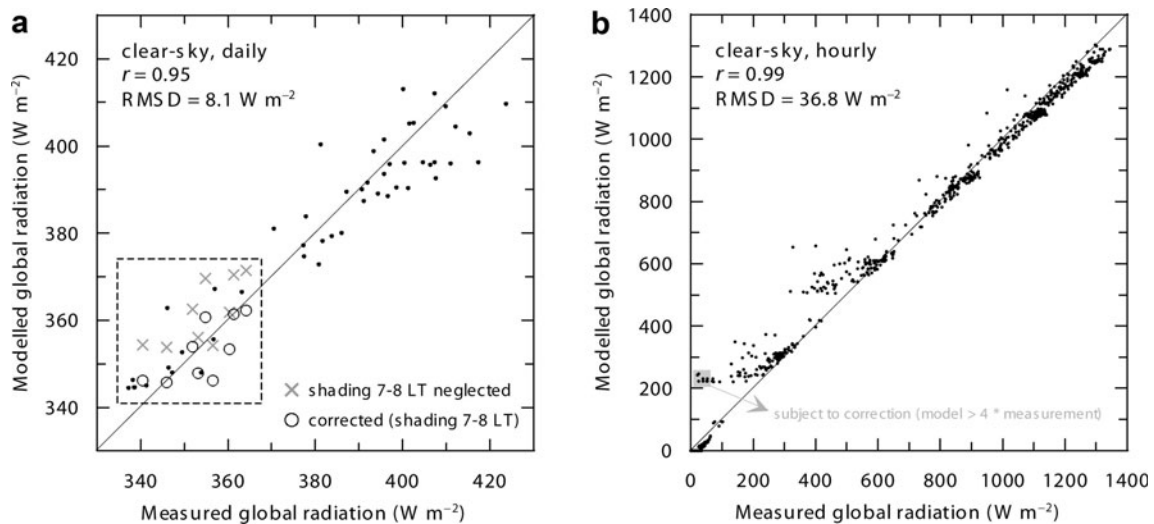 a
clear-sky, daily
r = 0.95
RMSD = 8.1 W m⁻²
430
420
400
380
360
340
Modelled global radiation (W m⁻²)
× shading 7-8 LT neglected
○ corrected (shading 7-8 LT)
340 360 380 400 420
Measured global radiation (W m⁻²)
b
clear-sky, hourly
r = 0.99
RMSD = 36.8 W m⁻²
1400
1200
1000
800
600
400
200
0
Modelled global radiation (W m⁻²)
subject to correction (model > 4 * measurement)
0 200 400 600 800 1000 1200 1400
Measured global radiation (W m⁻²)